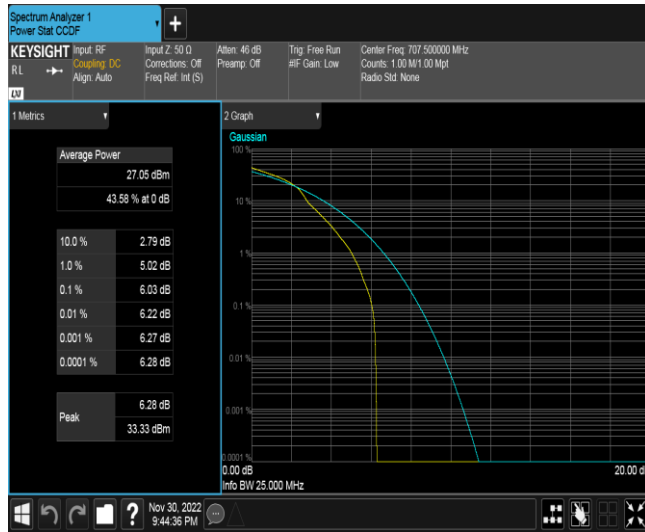 Spectrum Analyzer 1
Power Stat CCDF
+
KEYSIGHT
RL
LXI
Input: RF
Coupling: DC
Align: Auto
Input Z: 50 Ω
Corrections: Off
Freq Ref: Int (S)
Atten: 46 dB
Preamp: Off
Trig: Free Run
#IF Gain: Low
Center Freq: 707.500000 MHz
Counts: 1.00 M/1.00 Mpt
Radio Std: None
1 Metrics
Average Power
27.05 dBm
43.58 % at 0 dB
10.0 % 2.79 dB
1.0 % 5.02 dB
0.1 % 6.03 dB
0.01 % 6.22 dB
0.001 % 6.27 dB
0.0001 % 6.28 dB
Peak
6.28 dB
33.33 dBm
2 Graph
Gaussian
100 %
10 %
1 %
0.1 %
0.01 %
0.001 %
0.0001 %
0.00 dB
20.00 d
Info BW 25.000 MHz
?
Nov 30, 2022
9:44:36 PM